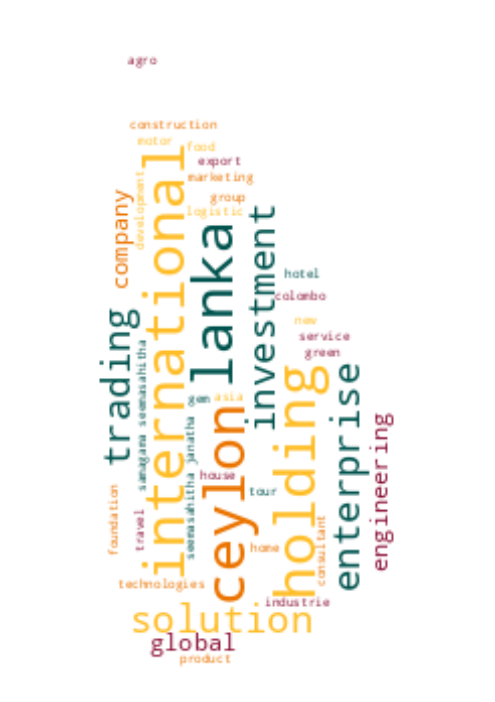 agro
construction
motor
food
export
marketing
development
group
logistic
company
international
lanka
investment
hotel
colombo
new
service
green
trading
samagama seemasahitha
gem
asia
ceylon
holding
enterprise
engineering
seemasahitha janatha
house
tour
foundation
travel
home
consultant
technologies
industrie
solution
global
product